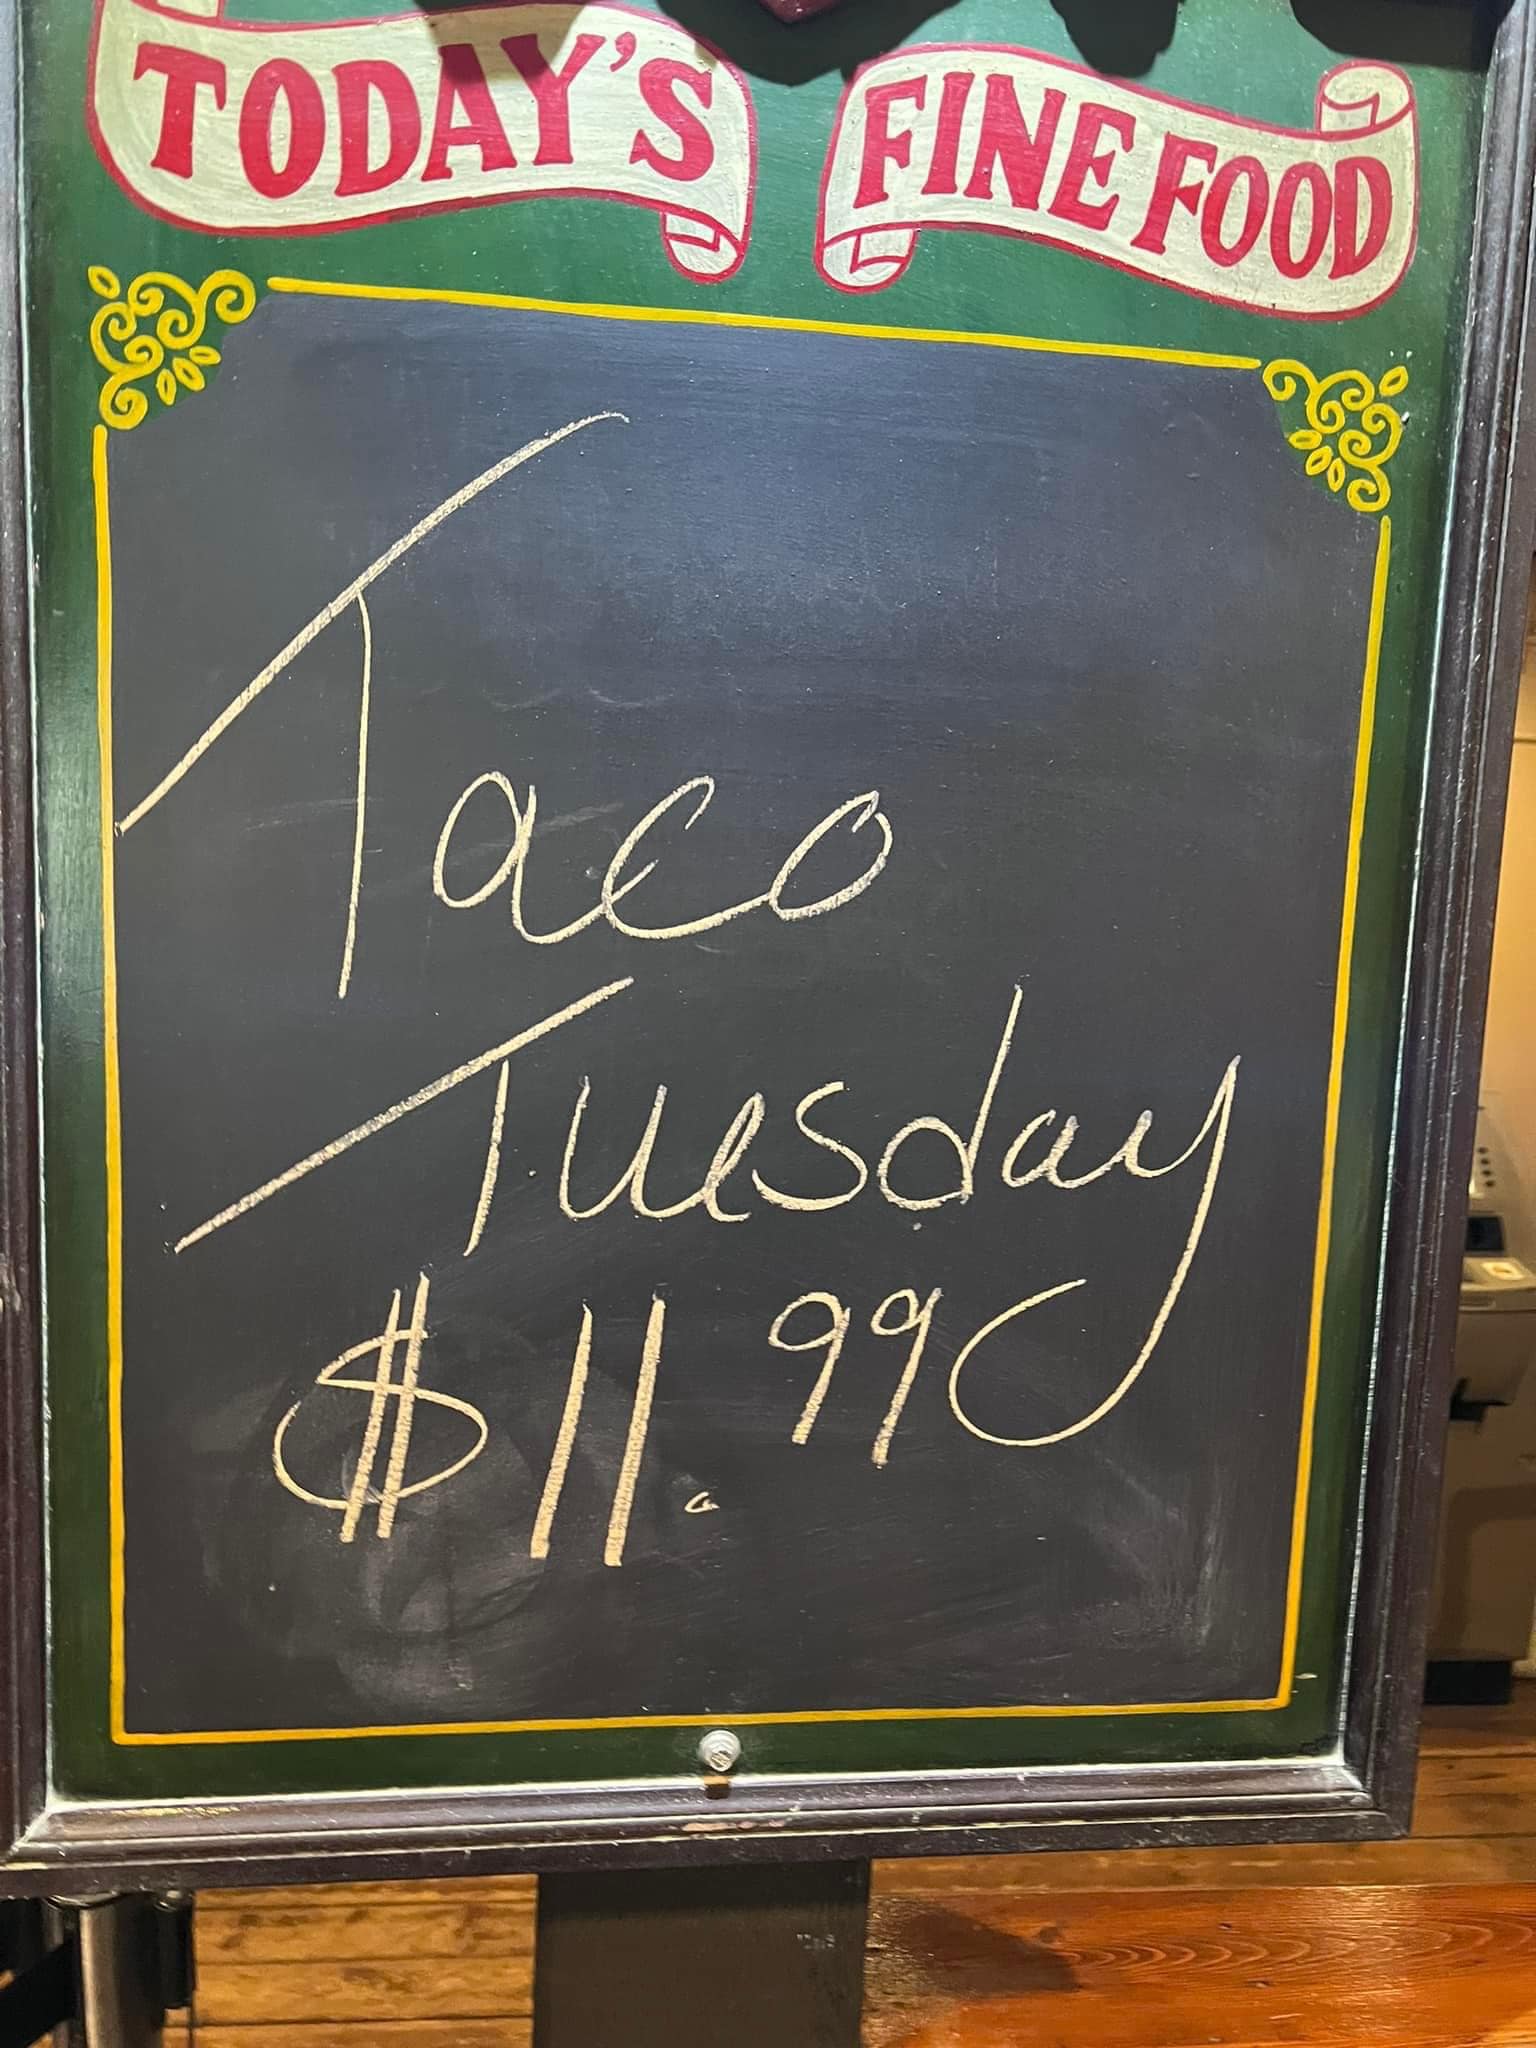 TODAY'S FINE FOOD
Taco
Tuesday
$11.99